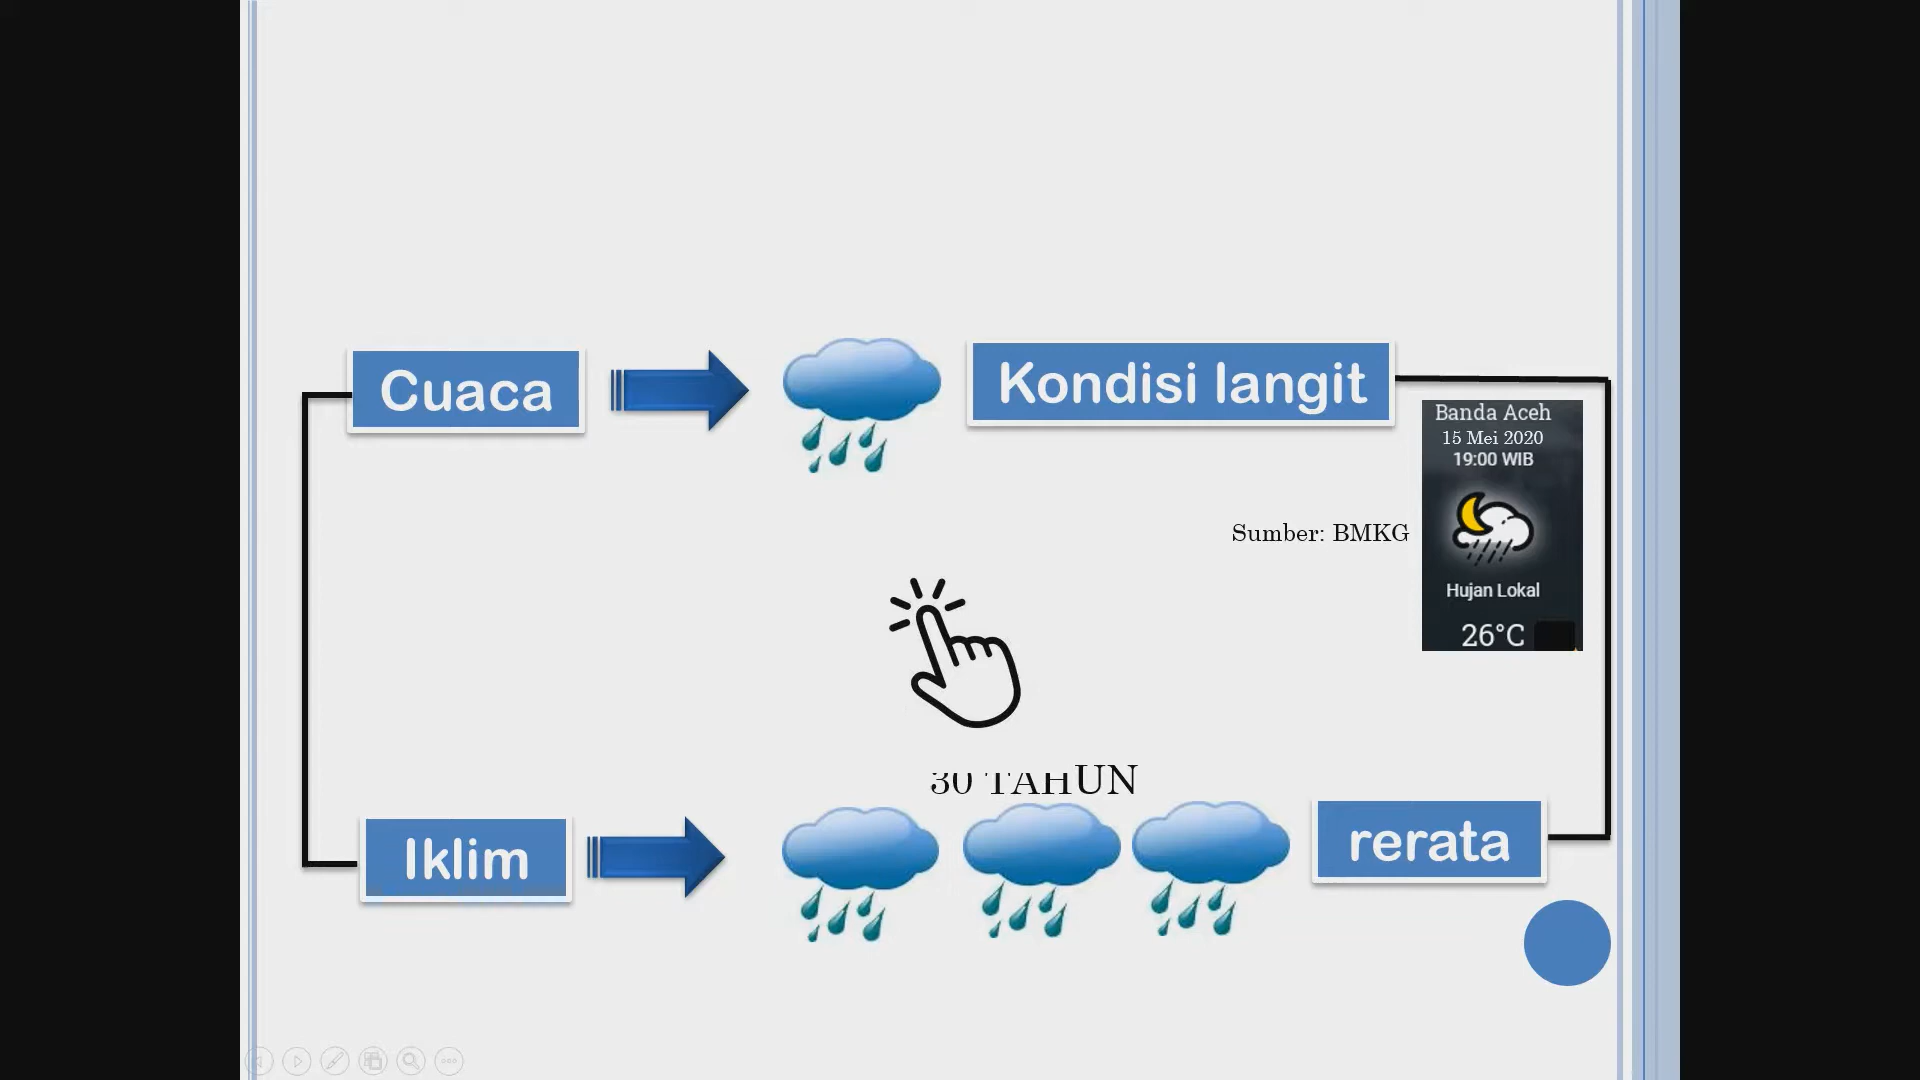 Cuaca
Kondisi langit
Banda Aceh
15 Mei 2020
19:00 WIB
Sumber: BMKG
Hujan Lokal
26°C
30 TAHUN
Iklim
rerata